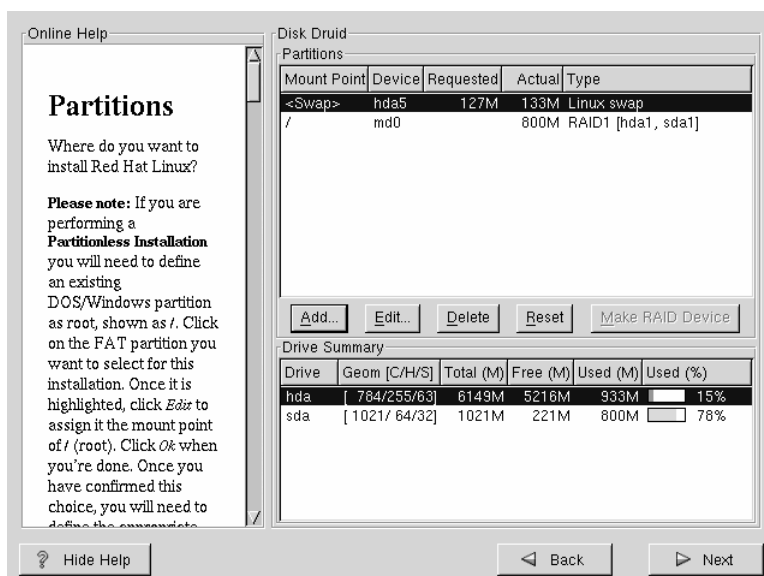 Online Help
Partitions
Where do you want to
install Red Hat Linux?
Please note: If you are
performing a
Partitionless Installation
you will need to define
an existing
DOS/Windows partition
as root, shown as /. Click
on the FAT partition you
want to select for this
installation. Once it is
highlighted, click Edit to
assign it the mount point
of / (root). Click Ok when
you're done. Once you
have confirmed this
choice, you will need to
define the appropriate
Disk Druid
Partitions
Mount Point Device Requested Actual Type
<Swap> hda5 127M 133M Linux swap
/ md0 800M RAID1 [hda1, sda1]
Add... Edit... Delete Reset Make RAID Device
Drive Summary
Drive Geom [C/H/S] Total (M) Free (M) Used (M) Used (%)
hda [ 784/255/63] 6149M 5216M 933M 15%
sda [ 1021/ 64/32] 1021M 221M 800M 78%
Hide Help Back Next